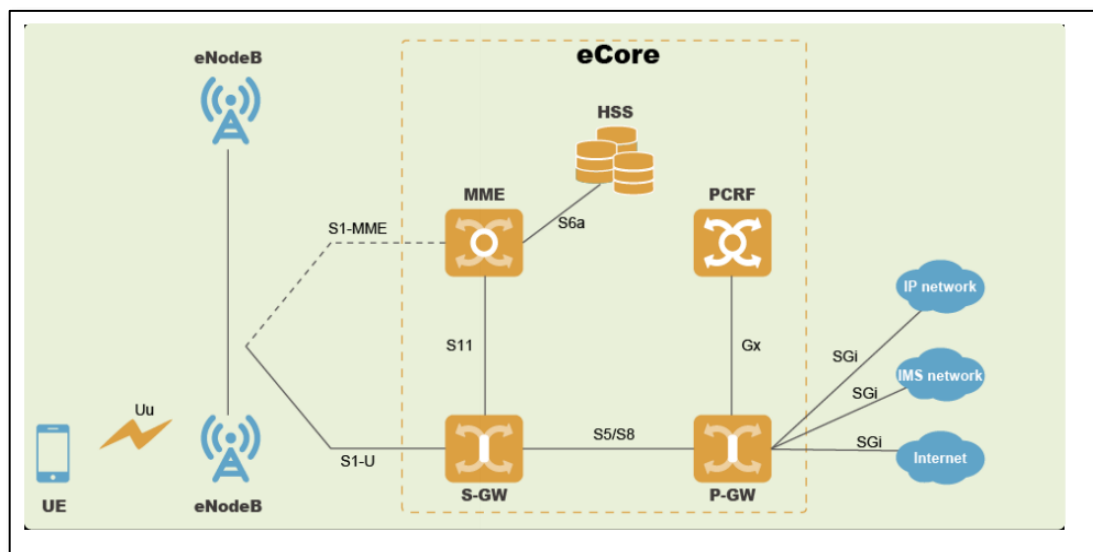 eCore
eNodeB
HSS
MME
PCRF
S6a
S1-MME
IP network
S11
Gx
SGi
IMS network
SGi
Uu
S5/S8
SGi
Internet
S1-U
UE
eNodeB
S-GW
P-GW